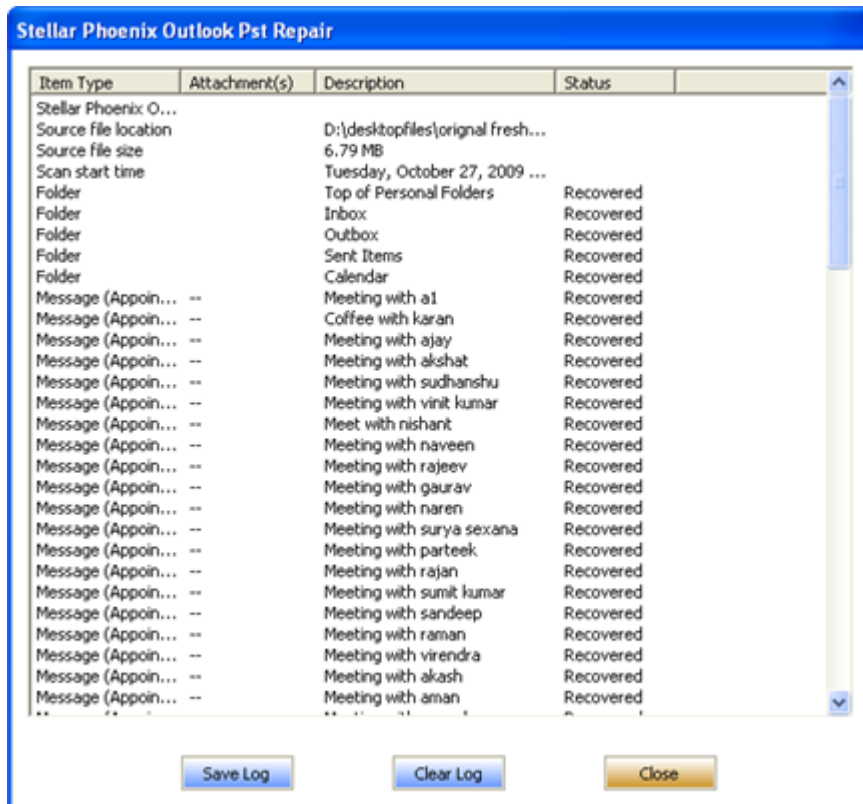 Stellar Phoenix Outlook Pst Repair
Item Type Attachment(s) Description Status
Stellar Phoenix O...
Source file location D:\desktopfiles\orignal fresh...
Source file size 6.79 MB
Scan start time Tuesday, October 27, 2009 ...
Folder Top of Personal Folders Recovered
Folder Inbox Recovered
Folder Outbox Recovered
Folder Sent Items Recovered
Folder Calendar Recovered
Message (Appoin... -- Meeting with a1 Recovered
Message (Appoin... -- Coffee with karan Recovered
Message (Appoin... -- Meeting with ajay Recovered
Message (Appoin... -- Meeting with akshat Recovered
Message (Appoin... -- Meeting with sudhanshu Recovered
Message (Appoin... -- Meeting with vinit kumar Recovered
Message (Appoin... -- Meet with nishant Recovered
Message (Appoin... -- Meeting with naveen Recovered
Message (Appoin... -- Meeting with rajeev Recovered
Message (Appoin... -- Meeting with gaurav Recovered
Message (Appoin... -- Meeting with naren Recovered
Message (Appoin... -- Meeting with surya sexana Recovered
Message (Appoin... -- Meeting with parteek Recovered
Message (Appoin... -- Meeting with rajan Recovered
Message (Appoin... -- Meeting with sumit kumar Recovered
Message (Appoin... -- Meeting with sandeep Recovered
Message (Appoin... -- Meeting with raman Recovered
Message (Appoin... -- Meeting with virendra Recovered
Message (Appoin... -- Meeting with akash Recovered
Message (Appoin... -- Meeting with aman Recovered
Save Log Clear Log Close